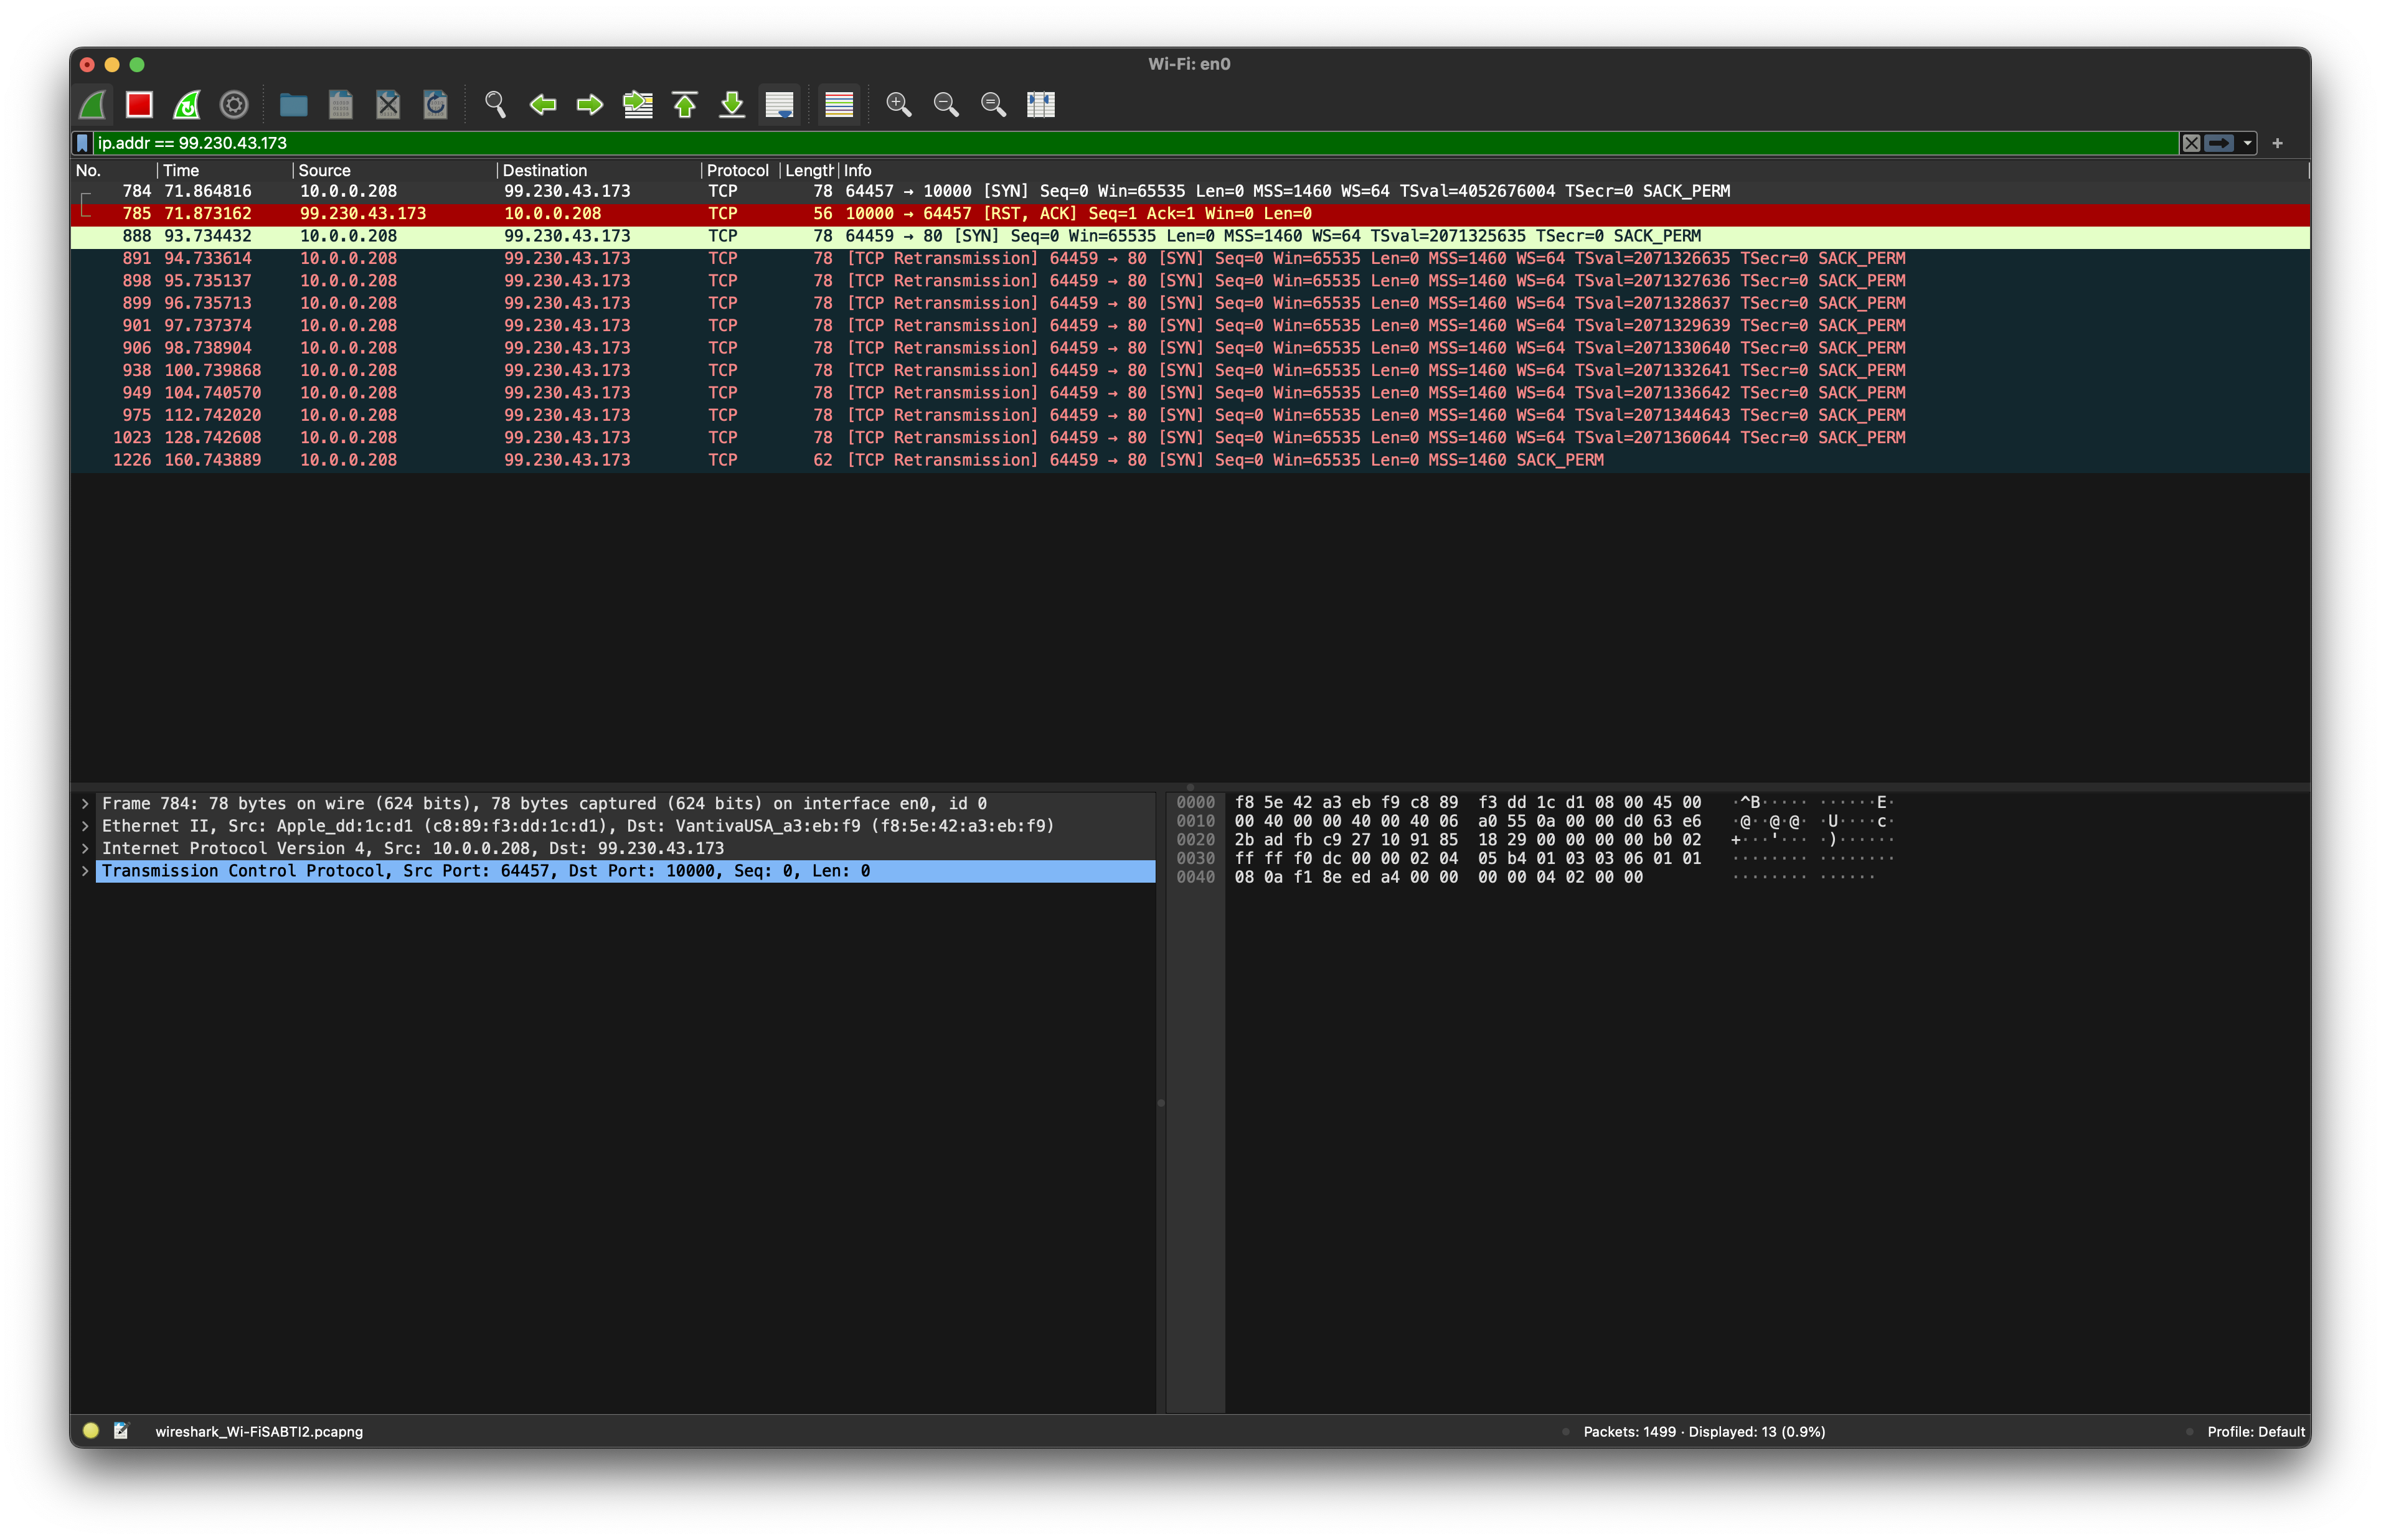 Wi-Fi: en0
ip.addr == 99.230.43.173
No. Time Source Destination Protocol Length Info
784 71.864816 10.0.0.208 99.230.43.173 TCP 78 64457 → 10000 [SYN] Seq=0 Win=65535 Len=0 MSS=1460 WS=64 TSval=4052676004 TSecr=0 SACK_PERM
785 71.873162 99.230.43.173 10.0.0.208 TCP 56 10000 → 64457 [RST, ACK] Seq=1 Ack=1 Win=0 Len=0
888 93.734432 10.0.0.208 99.230.43.173 TCP 78 64459 → 80 [SYN] Seq=0 Win=65535 Len=0 MSS=1460 WS=64 TSval=2071325635 TSecr=0 SACK_PERM
891 94.733614 10.0.0.208 99.230.43.173 TCP 78 [TCP Retransmission] 64459 → 80 [SYN] Seq=0 Win=65535 Len=0 MSS=1460 WS=64 TSval=2071326635 TSecr=0 SACK_PERM
898 95.735137 10.0.0.208 99.230.43.173 TCP 78 [TCP Retransmission] 64459 → 80 [SYN] Seq=0 Win=65535 Len=0 MSS=1460 WS=64 TSval=2071327636 TSecr=0 SACK_PERM
899 96.735713 10.0.0.208 99.230.43.173 TCP 78 [TCP Retransmission] 64459 → 80 [SYN] Seq=0 Win=65535 Len=0 MSS=1460 WS=64 TSval=2071328637 TSecr=0 SACK_PERM
901 97.737374 10.0.0.208 99.230.43.173 TCP 78 [TCP Retransmission] 64459 → 80 [SYN] Seq=0 Win=65535 Len=0 MSS=1460 WS=64 TSval=2071329639 TSecr=0 SACK_PERM
906 98.738904 10.0.0.208 99.230.43.173 TCP 78 [TCP Retransmission] 64459 → 80 [SYN] Seq=0 Win=65535 Len=0 MSS=1460 WS=64 TSval=2071330640 TSecr=0 SACK_PERM
938 100.739868 10.0.0.208 99.230.43.173 TCP 78 [TCP Retransmission] 64459 → 80 [SYN] Seq=0 Win=65535 Len=0 MSS=1460 WS=64 TSval=2071332641 TSecr=0 SACK_PERM
949 104.740570 10.0.0.208 99.230.43.173 TCP 78 [TCP Retransmission] 64459 → 80 [SYN] Seq=0 Win=65535 Len=0 MSS=1460 WS=64 TSval=2071336642 TSecr=0 SACK_PERM
975 112.742020 10.0.0.208 99.230.43.173 TCP 78 [TCP Retransmission] 64459 → 80 [SYN] Seq=0 Win=65535 Len=0 MSS=1460 WS=64 TSval=2071344643 TSecr=0 SACK_PERM
1023 128.742608 10.0.0.208 99.230.43.173 TCP 78 [TCP Retransmission] 64459 → 80 [SYN] Seq=0 Win=65535 Len=0 MSS=1460 WS=64 TSval=2071360644 TSecr=0 SACK_PERM
1226 160.743889 10.0.0.208 99.230.43.173 TCP 62 [TCP Retransmission] 64459 → 80 [SYN] Seq=0 Win=65535 Len=0 MSS=1460 SACK_PERM
Frame 784: 78 bytes on wire (624 bits), 78 bytes captured (624 bits) on interface en0, id 0
Ethernet II, Src: Apple_dd:1c:d1 (c8:89:f3:dd:1c:d1), Dst: VantivaUSA_a3:eb:f9 (f8:5e:42:a3:eb:f9)
Internet Protocol Version 4, Src: 10.0.0.208, Dst: 99.230.43.173
Transmission Control Protocol, Src Port: 64457, Dst Port: 10000, Seq: 0, Len: 0
0000 f8 5e 42 a3 eb f9 c8 89 f3 dd 1c d1 08 00 45 00 ·^B····· ······E·
0010 00 40 00 00 40 00 40 06 a0 55 0a 00 00 d0 63 e6 ·@··@·@· ·U····c·
0020 2b ad fb c9 27 10 91 85 18 29 00 00 00 00 b0 02 +···'··· ·)······
0030 ff ff f0 dc 00 00 02 04 05 b4 01 03 03 06 01 01 ········ ········
0040 08 0a f1 8e ed a4 00 00 00 00 04 02 00 00 ········ ······
wireshark_Wi-FiSABTI2.pcapng
Packets: 1499 · Displayed: 13 (0.9%)
Profile: Default